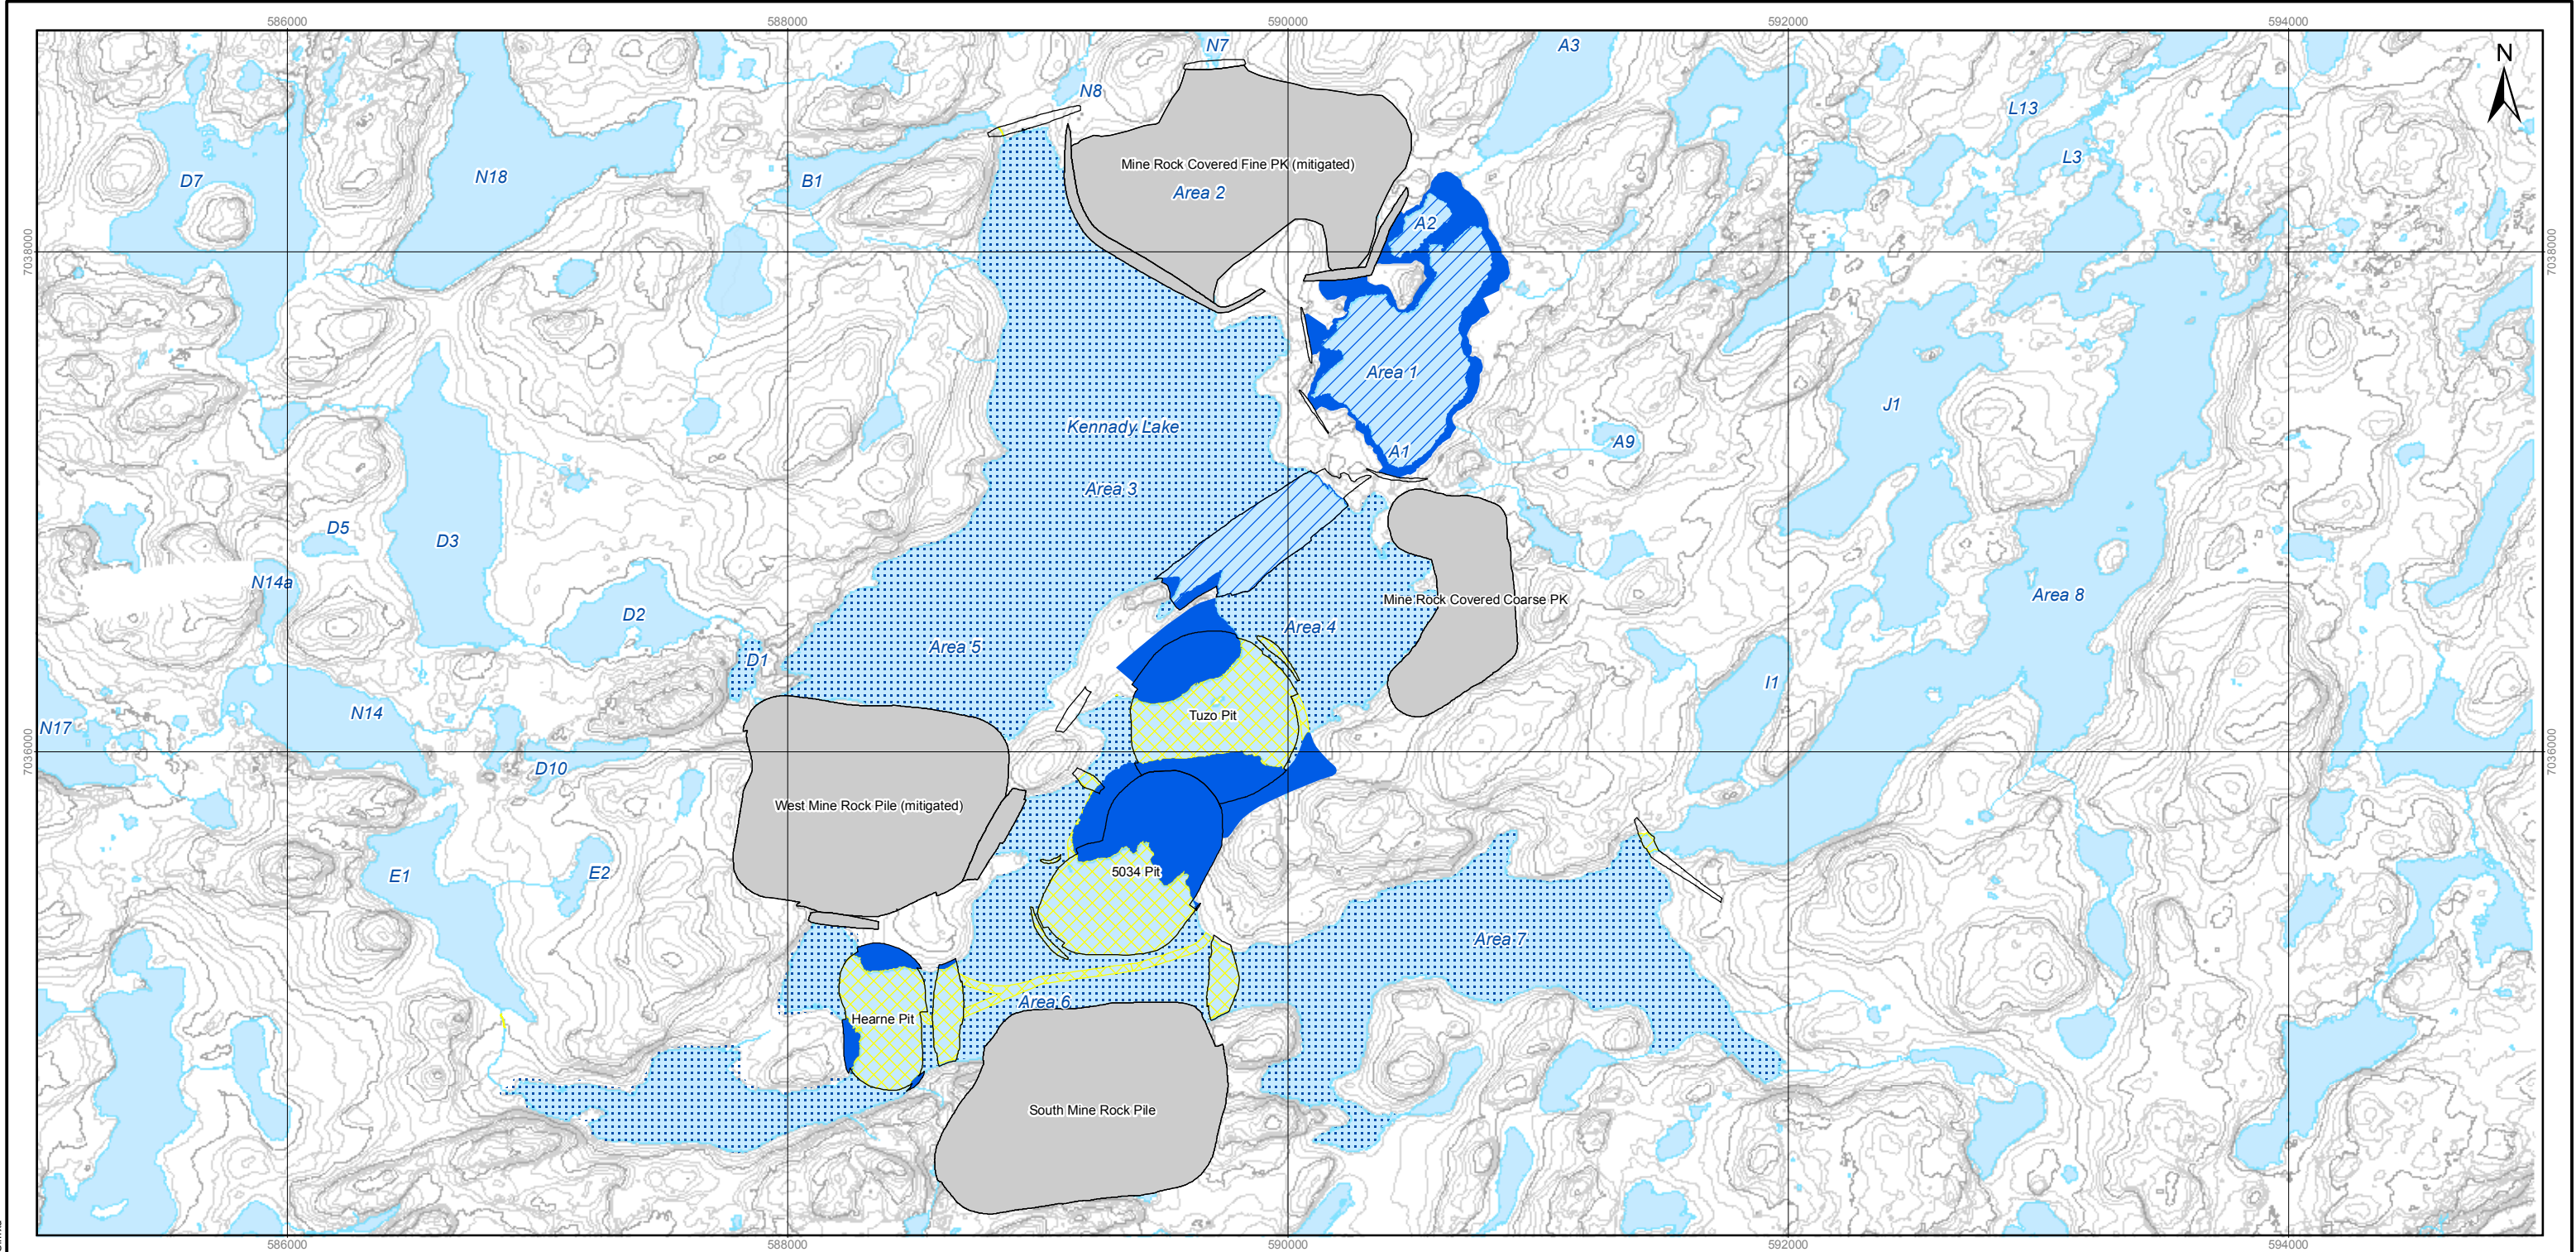 586000
588000
590000
592000
594000
N
N7
A3
N8
L13
Mine Rock Covered Fine PK (mitigated)
L3
D7
N18
B1
Area 2
A2
7038000
7038000
Area 1
J1
Kennady Lake
A1
A9
Area 3
D5
D3
N14a
Area 8
Mine Rock Covered Coarse PK
D2
Area 4
Area 5
D1
I1
N14
Tuzo Pit
N17
7036000
7036000
D10
West Mine Rock Pile (mitigated)
5034 Pit
E1
E2
Area 7
Area 6
Hearne Pit
South Mine Rock Pile
586000
588000
590000
592000
594000